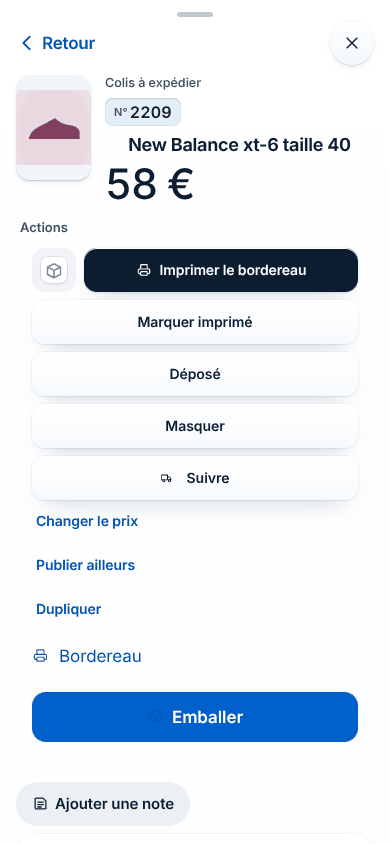 Retour
Colis à expédier
N° 2209
New Balance xt-6 taille 40
58 €
Actions
Imprimer le bordereau
Marquer imprimé
Déposé
Masquer
Suivre
Changer le prix
Publier ailleurs
Dupliquer
Bordereau
Emballer
Ajouter une note